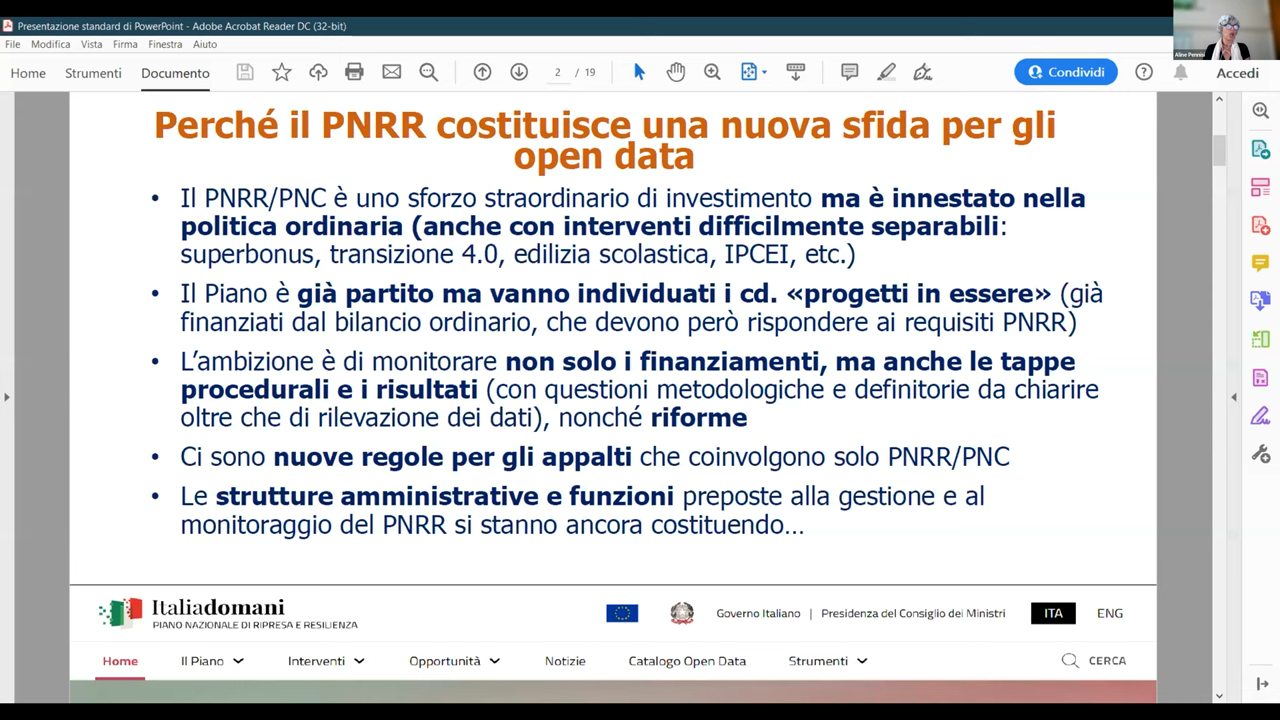 Presentazione standard di PowerPoint - Adobe Acrobat Reader DC (32-bit)
File Modifica Vista Firma Finestra Aiuto
Home Strumenti Documento 2 / 19 Condividi Accedi
Aline Pennisi
Perché il PNRR costituisce una nuova sfida per gli
open data
• Il PNRR/PNC è uno sforzo straordinario di investimento ma è innestato nella
politica ordinaria (anche con interventi difficilmente separabili:
superbonus, transizione 4.0, edilizia scolastica, IPCEI, etc.)
• Il Piano è già partito ma vanno individuati i cd. «progetti in essere» (già
finanziati dal bilancio ordinario, che devono però rispondere ai requisiti PNRR)
• L’ambizione è di monitorare non solo i finanziamenti, ma anche le tappe
procedurali e i risultati (con questioni metodologiche e definitorie da chiarire
oltre che di rilevazione dei dati), nonché riforme
• Ci sono nuove regole per gli appalti che coinvolgono solo PNRR/PNC
• Le strutture amministrative e funzioni preposte alla gestione e al
monitoraggio del PNRR si stanno ancora costituendo…
Italiadomani
PIANO NAZIONALE DI RIPRESA E RESILIENZA
Governo Italiano | Presidenza del Consiglio dei Ministri ITA ENG
Home Il Piano Interventi Opportunità Notizie Catalogo Open Data Strumenti CERCA